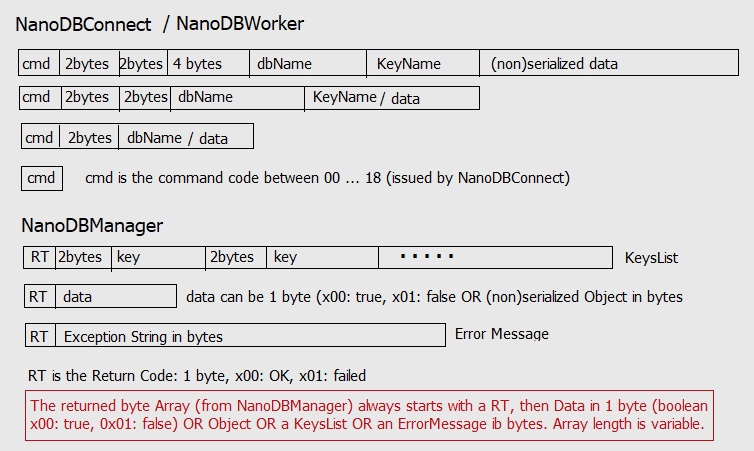 NanoDBConnect / NanoDBWorker
cmd 2bytes 2bytes 4 bytes dbName KeyName (non)serialized data
cmd 2bytes 2bytes dbName KeyName / data
cmd 2bytes dbName / data
cmd cmd is the command code between 00 ... 18 (issued by NanoDBConnect)
NanoDBManager
RT 2bytes key 2bytes key ..... KeysList
RT data data can be 1 byte (x00: true, x01: false OR (non)serialized Object in bytes
RT Exception String in bytes Error Message
RT is the Return Code: 1 byte, x00: OK, x01: failed
The returned byte Array (from NanoDBManager) always starts with a RT, then Data in 1 byte (boolean
x00: true, 0x01: false) OR Object OR a KeysList OR an ErrorMessage ib bytes. Array length is variable.